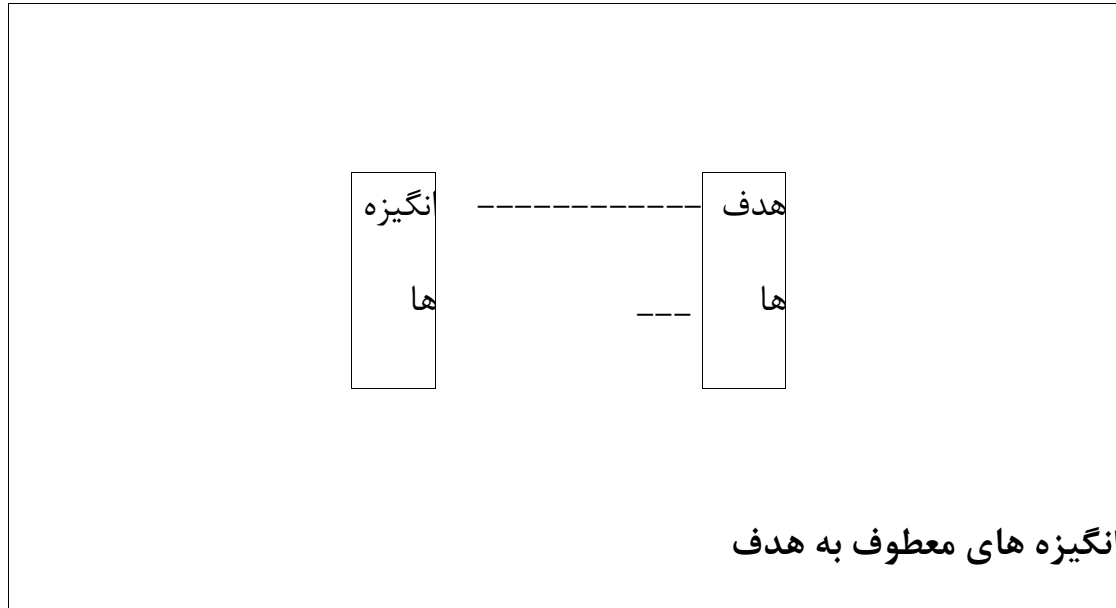 هدف ------------ انگیزه
ها --- ها
انگیزه های معطوف به هدف